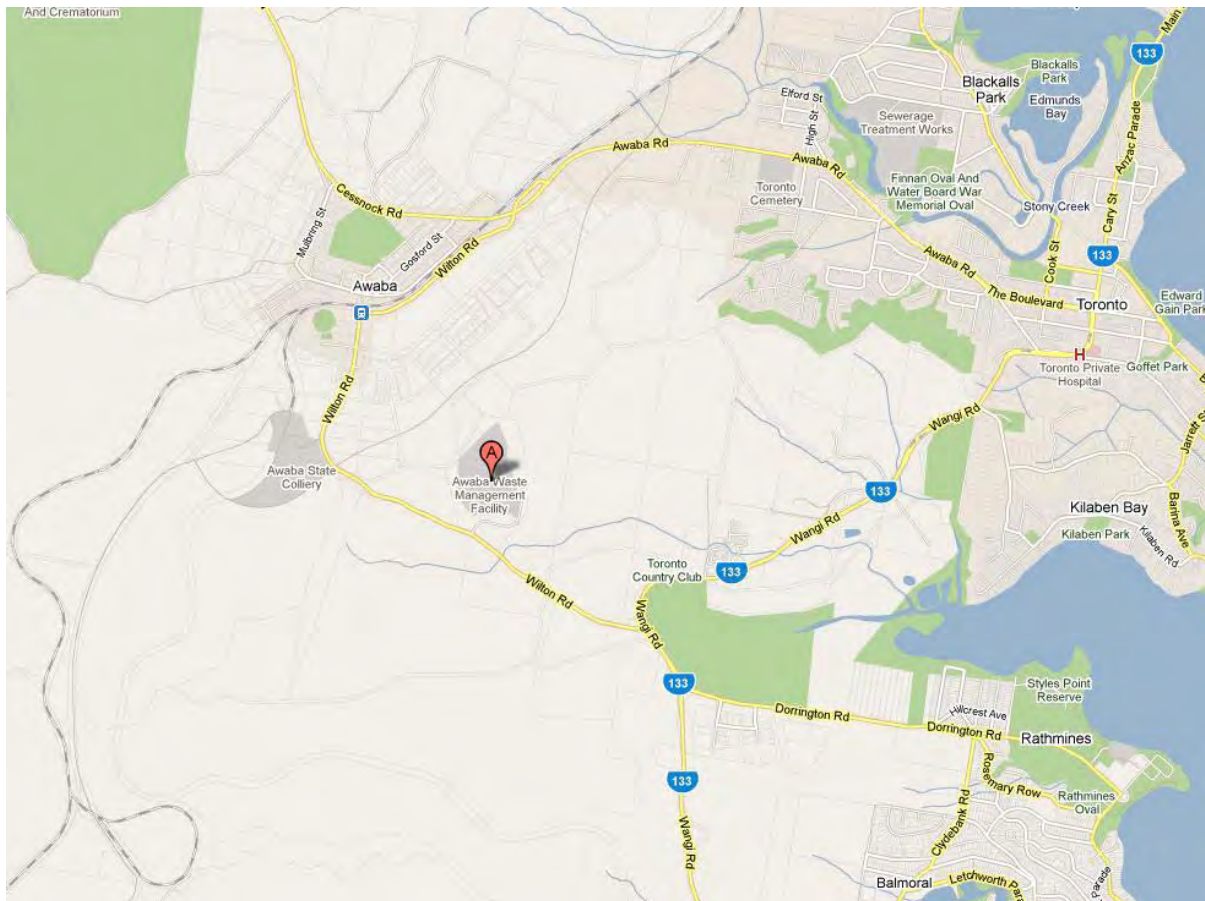 And Crematorium
Main
133
Blackalls
Park
Blackalls
Park
Edmunds
Bay
Elford St
High St
Sewerage
Treatment Works
Anzac Parade
Awaba Rd
Awaba Rd
Toronto
Cemetery
Finnan Oval And
Water Board War
Memorial Oval
Stony Creek
Cary St
Cessnock Rd
Mulbring St
Gosford St
Wilton Rd
Awaba
Awaba Rd
Cook St
133
The Boulevard
Toronto
Edward
Gain Park
H
Toronto Private
Hospital
Goffet Park
Wilton Rd
Wangi Rd
Jarrett S
A
Awaba State
Colliery
Awaba Waste
Management
Facility
133
Kilaben Bay
Barina Ave
Wangi Rd
Kilaben Park
Kilaben Rd
Toronto
Country Club
133
Wilton Rd
Wangi Rd
133
Styles Point
Reserve
Hillcrest Ave
Dorrington Rd
Dorrington Rd
Rathmines
133
Rosemary Row
Rathmines
Oval
Wangi Rd
Clydebank Rd
Balmoral
Letchworth Para
Parade